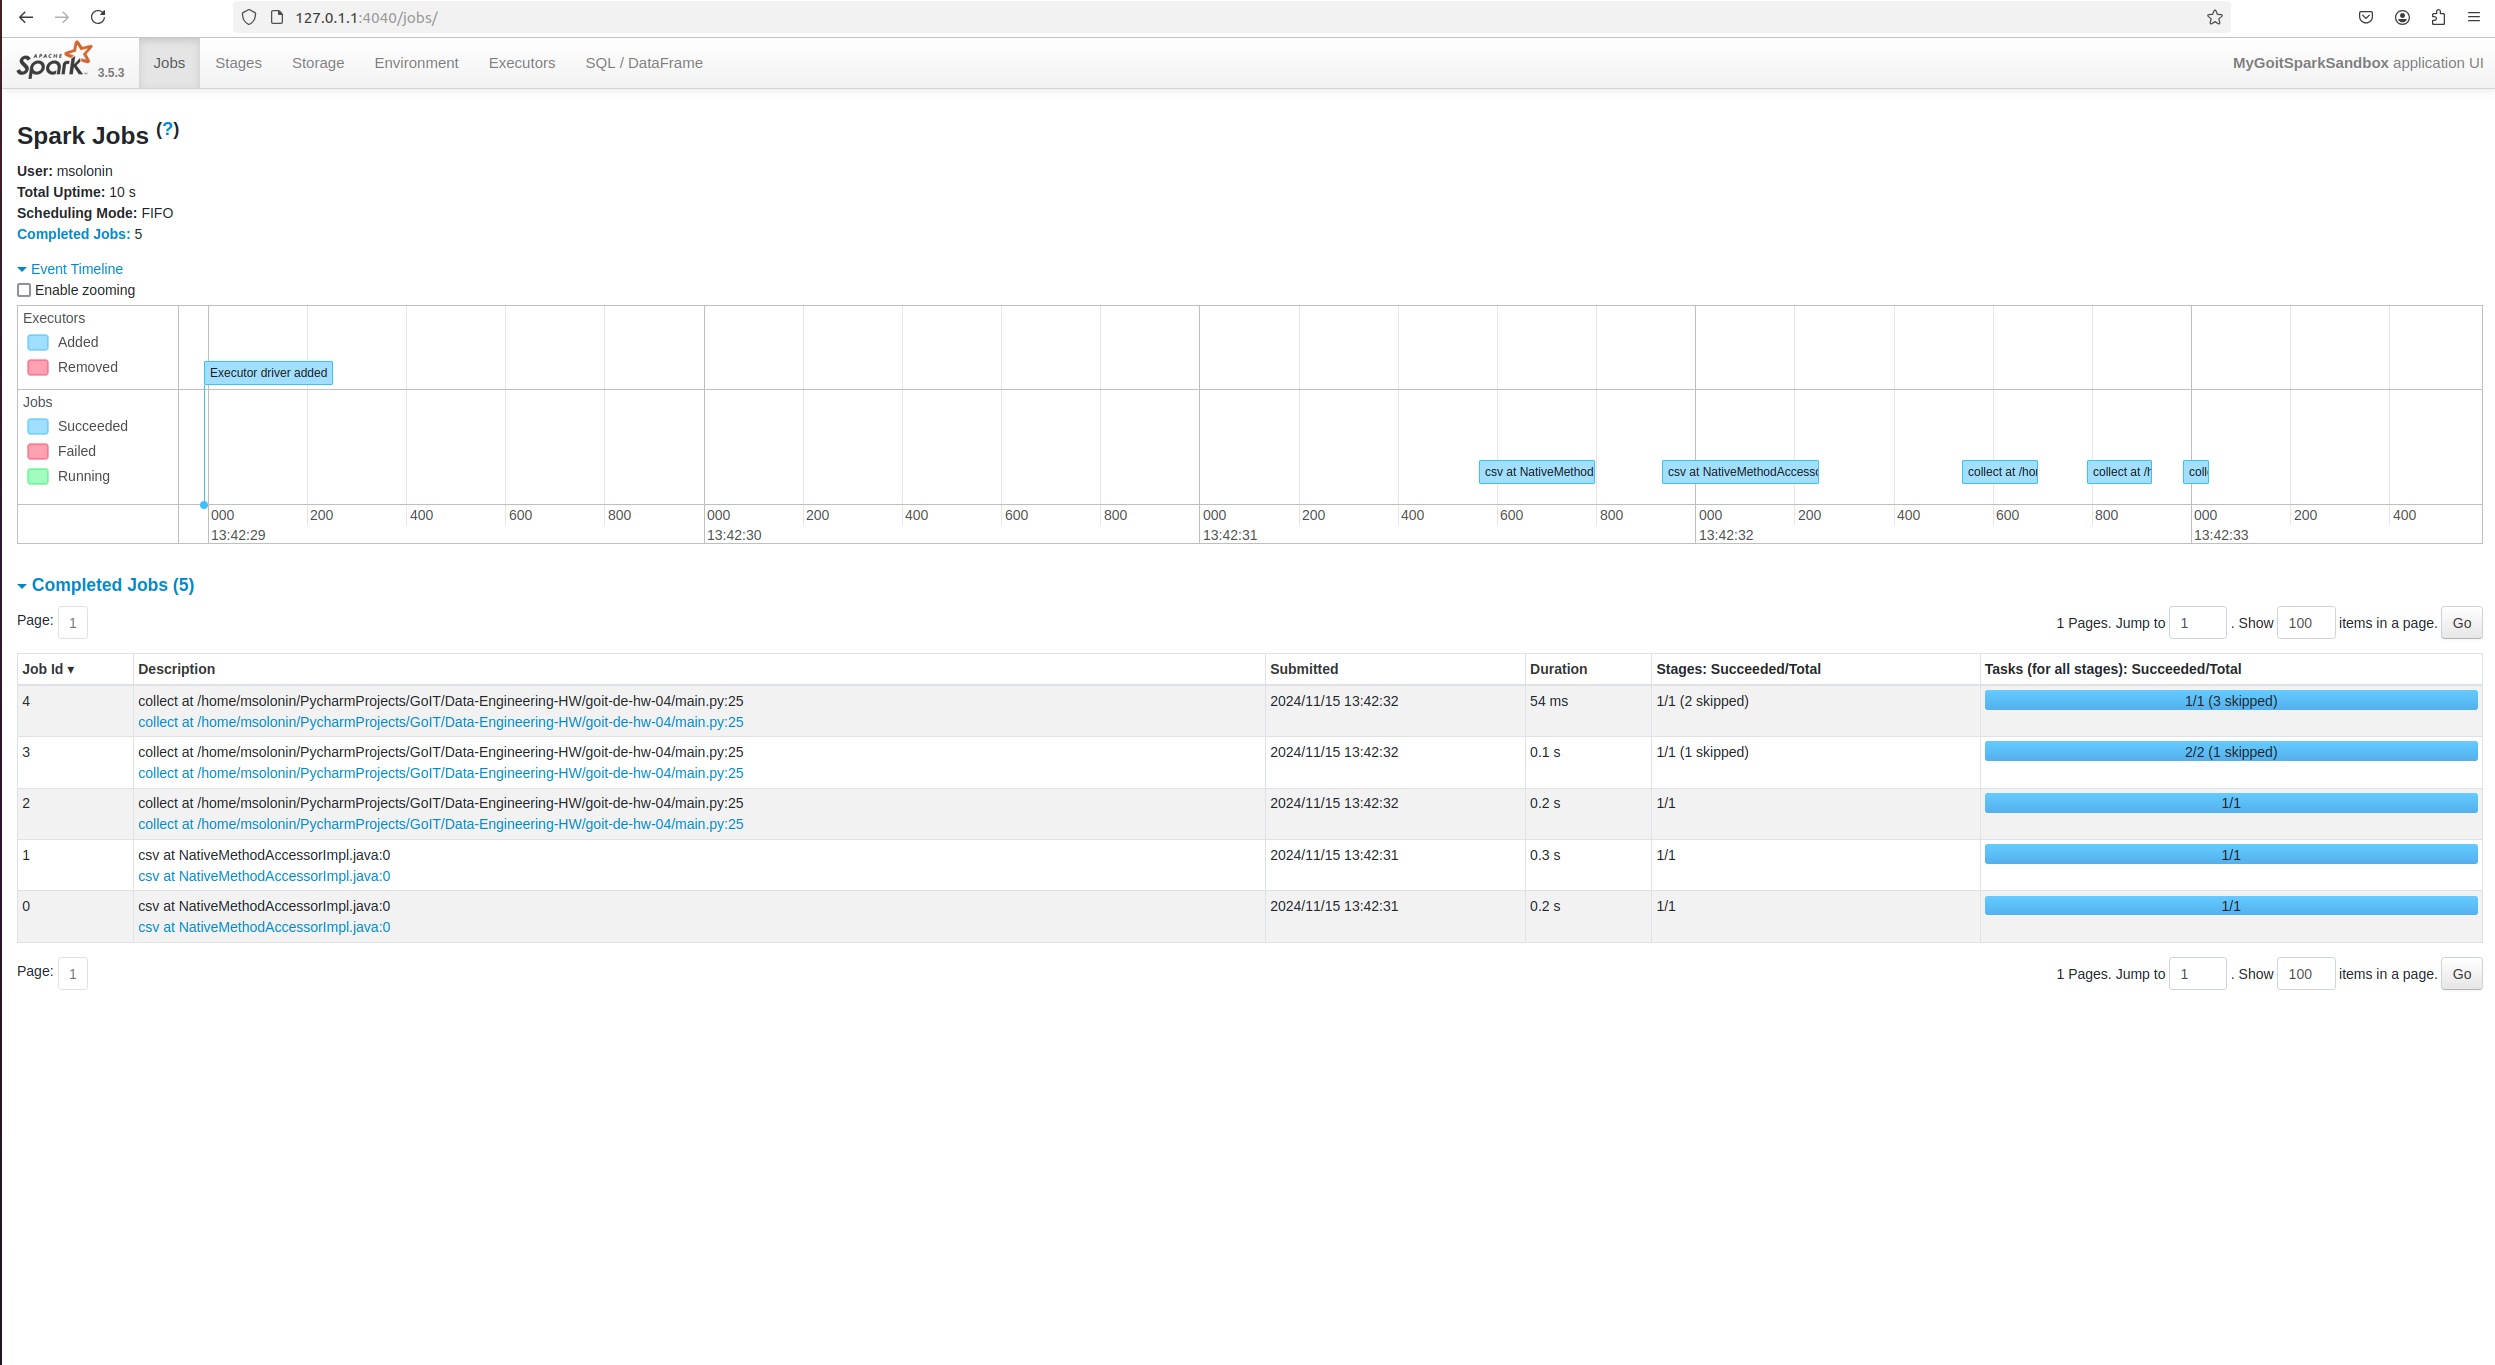 127.0.1.1:4040/jobs/
APACHE Spark 3.5.3 Jobs Stages Storage Environment Executors SQL / DataFrame MyGoitSparkSandbox application UI
Spark Jobs (?)
User: msolonin
Total Uptime: 10 s
Scheduling Mode: FIFO
Completed Jobs: 5
Event Timeline
Enable zooming
Executors
Added
Removed
Executor driver added
Jobs
Succeeded
Failed
Running
csv at NativeMethod csv at NativeMethodAccesso collect at /ho collect at /h coll
000 200 400 600 800 000 200 400 600 800 000 200 400 600 800 000 200 400 600 800 000 200 400
13:42:29 13:42:30 13:42:31 13:42:32 13:42:33
Completed Jobs (5)
Page: 1 1 Pages. Jump to 1 . Show 100 items in a page. Go
Job Id ▾ Description Submitted Duration Stages: Succeeded/Total Tasks (for all stages): Succeeded/Total
4 collect at /home/msolonin/PycharmProjects/GoIT/Data-Engineering-HW/goit-de-hw-04/main.py:25 2024/11/15 13:42:32 54 ms 1/1 (2 skipped) 1/1 (3 skipped)
collect at /home/msolonin/PycharmProjects/GoIT/Data-Engineering-HW/goit-de-hw-04/main.py:25
3 collect at /home/msolonin/PycharmProjects/GoIT/Data-Engineering-HW/goit-de-hw-04/main.py:25 2024/11/15 13:42:32 0.1 s 1/1 (1 skipped) 2/2 (1 skipped)
collect at /home/msolonin/PycharmProjects/GoIT/Data-Engineering-HW/goit-de-hw-04/main.py:25
2 collect at /home/msolonin/PycharmProjects/GoIT/Data-Engineering-HW/goit-de-hw-04/main.py:25 2024/11/15 13:42:32 0.2 s 1/1 1/1
collect at /home/msolonin/PycharmProjects/GoIT/Data-Engineering-HW/goit-de-hw-04/main.py:25
1 csv at NativeMethodAccessorImpl.java:0 2024/11/15 13:42:31 0.3 s 1/1 1/1
csv at NativeMethodAccessorImpl.java:0
0 csv at NativeMethodAccessorImpl.java:0 2024/11/15 13:42:31 0.2 s 1/1 1/1
csv at NativeMethodAccessorImpl.java:0
Page: 1 1 Pages. Jump to 1 . Show 100 items in a page. Go